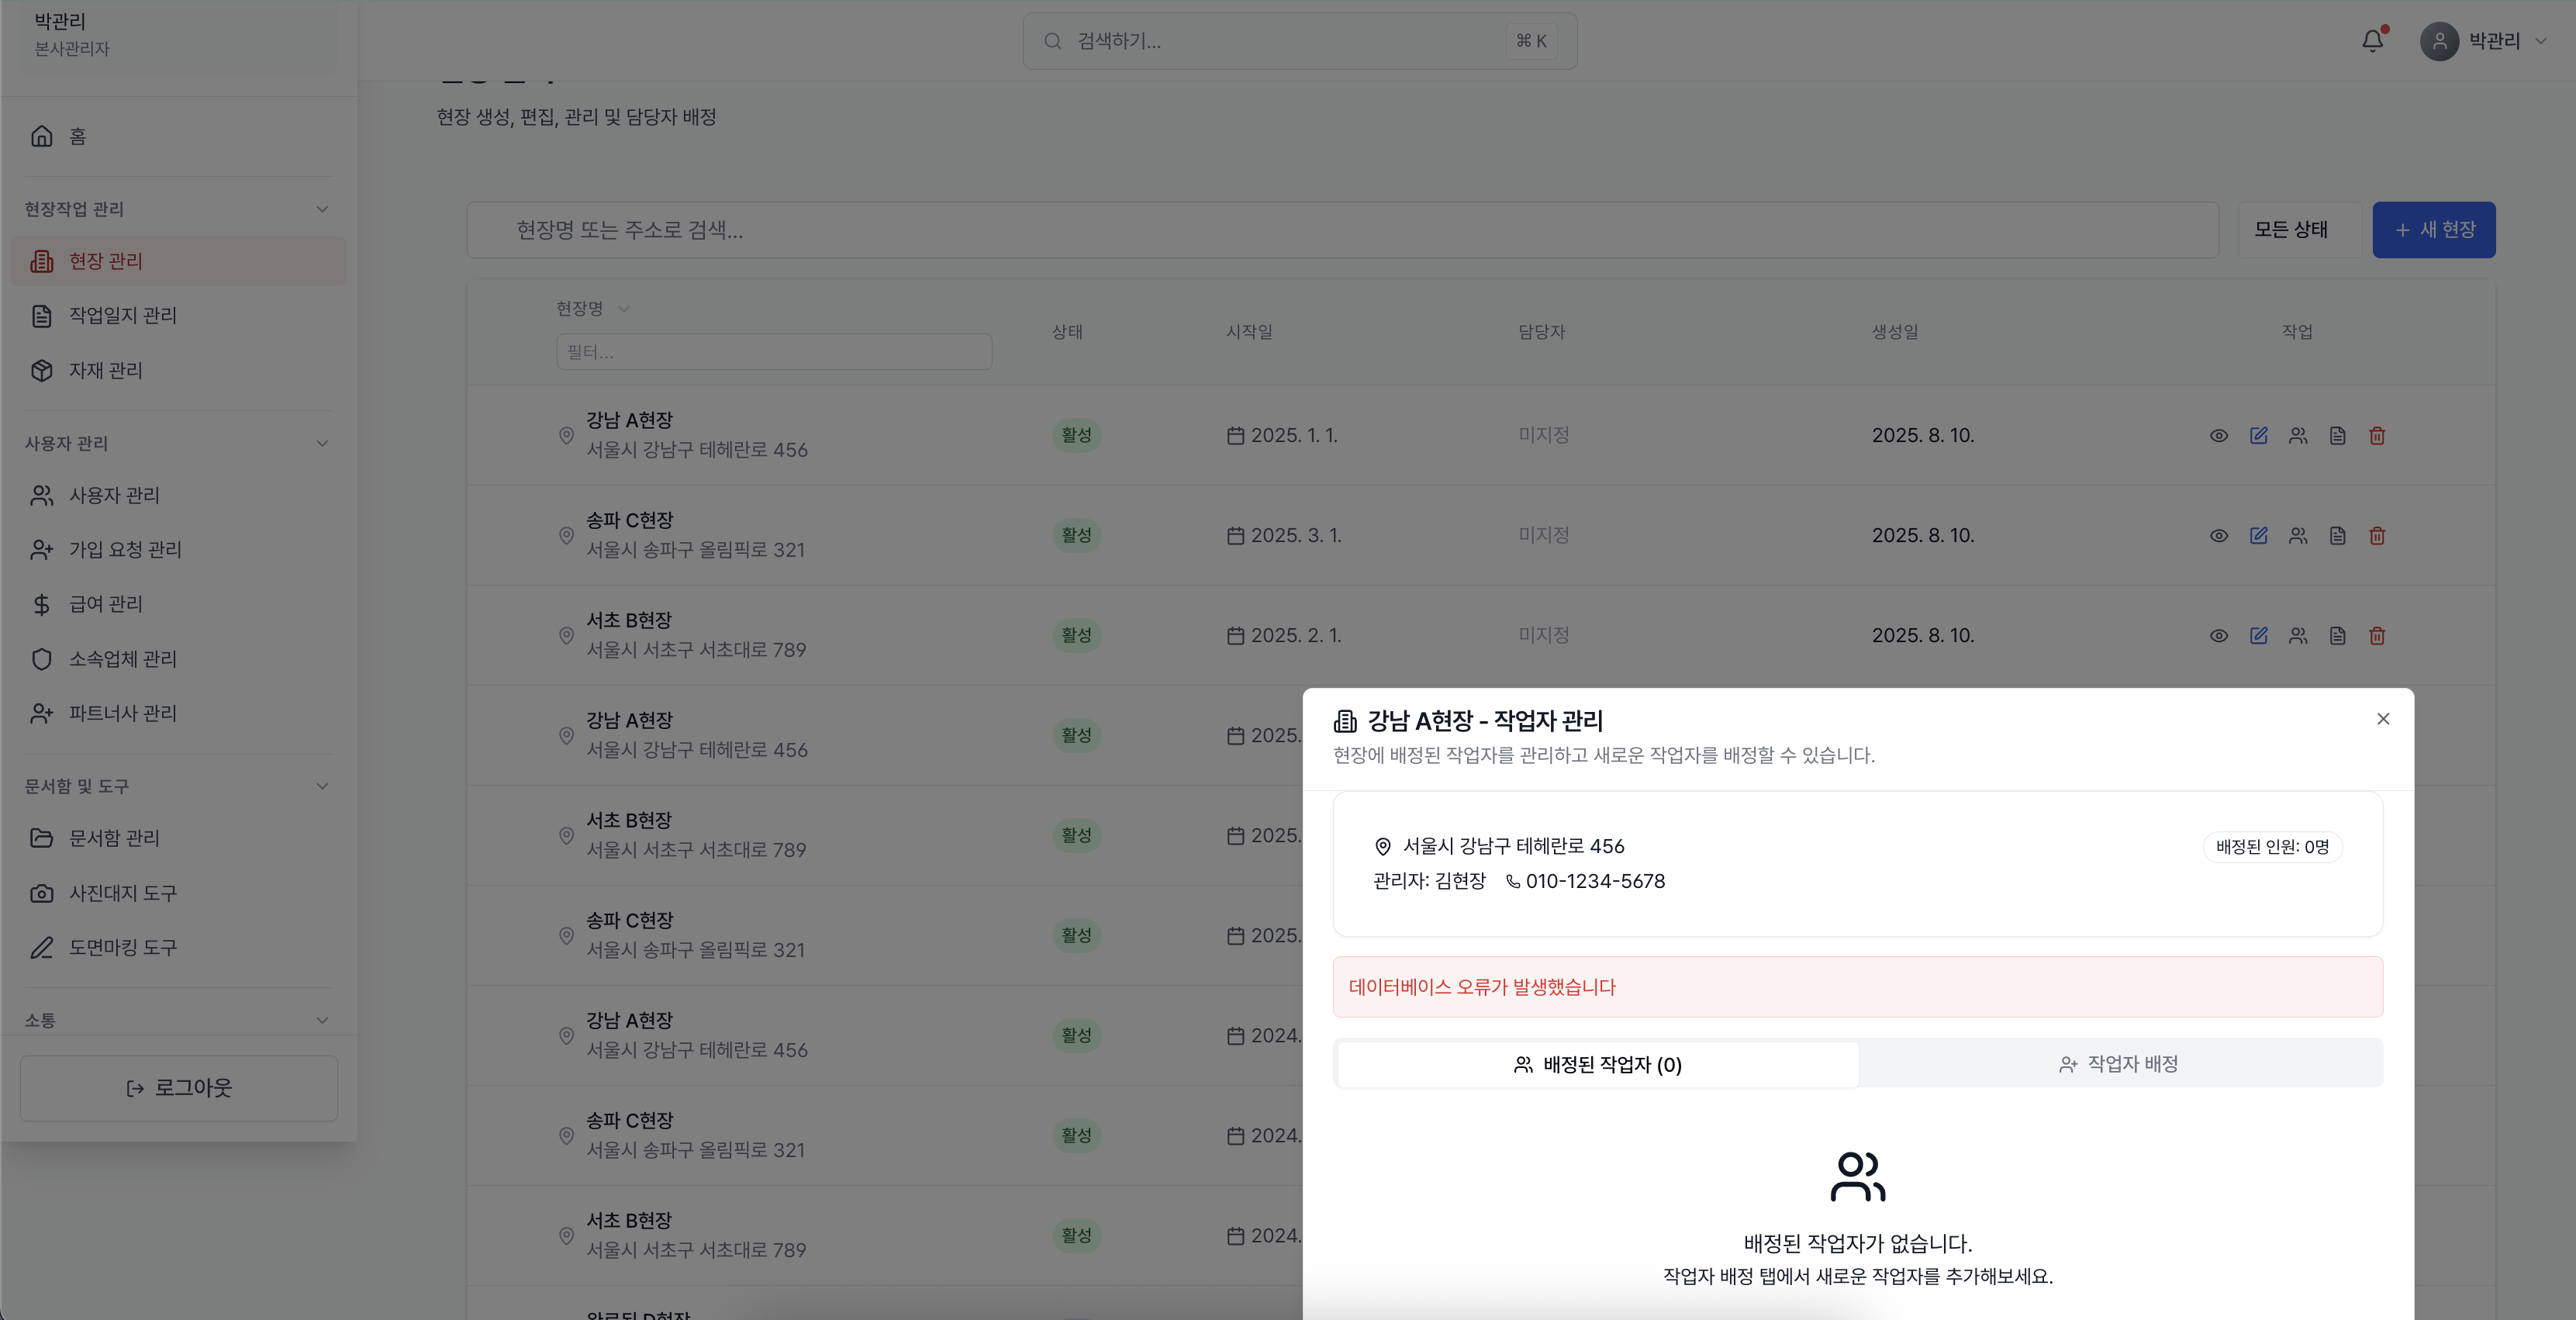 박관리
본사관리자
홈
현장작업 관리
현장 관리
작업일지 관리
자재 관리
사용자 관리
사용자 관리
가입 요청 관리
급여 관리
소속업체 관리
파트너사 관리
문서함 및 도구
문서함 관리
사진대지 도구
도면마킹 도구
소통
로그아웃
검색하기...
⌘ K
박관리
현장 생성, 편집, 관리 및 담당자 배정
현장명 또는 주소로 검색...
모든 상태
+ 새 현장
현장명
필터...
상태
시작일
담당자
생성일
작업
강남 A현장
서울시 강남구 테헤란로 456
활성
2025. 1. 1.
미지정
2025. 8. 10.
송파 C현장
서울시 송파구 올림픽로 321
활성
2025. 3. 1.
미지정
2025. 8. 10.
서초 B현장
서울시 서초구 서초대로 789
활성
2025. 2. 1.
미지정
2025. 8. 10.
강남 A현장
서울시 강남구 테헤란로 456
활성
2025.
서초 B현장
서울시 서초구 서초대로 789
활성
2025.
송파 C현장
서울시 송파구 올림픽로 321
활성
2025.
강남 A현장
서울시 강남구 테헤란로 456
활성
2024.
송파 C현장
서울시 송파구 올림픽로 321
활성
2024.
서초 B현장
서울시 서초구 서초대로 789
활성
2024.
강남 A현장 - 작업자 관리
현장에 배정된 작업자를 관리하고 새로운 작업자를 배정할 수 있습니다.
서울시 강남구 테헤란로 456
배정된 인원: 0명
관리자: 김현장 010-1234-5678
데이터베이스 오류가 발생했습니다
배정된 작업자 (0)
작업자 배정
배정된 작업자가 없습니다.
작업자 배정 탭에서 새로운 작업자를 추가해보세요.